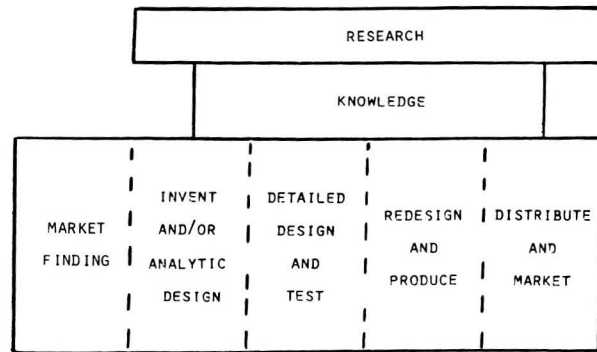 RESEARCH
KNOWLEDGE
MARKET
FINDING
INVENT
AND/OR
ANALYTIC
DESIGN
DETAILED
DESIGN
AND
TEST
REDESIGN
AND
PRODUCE
DISTRIBUTE
AND
MARKET